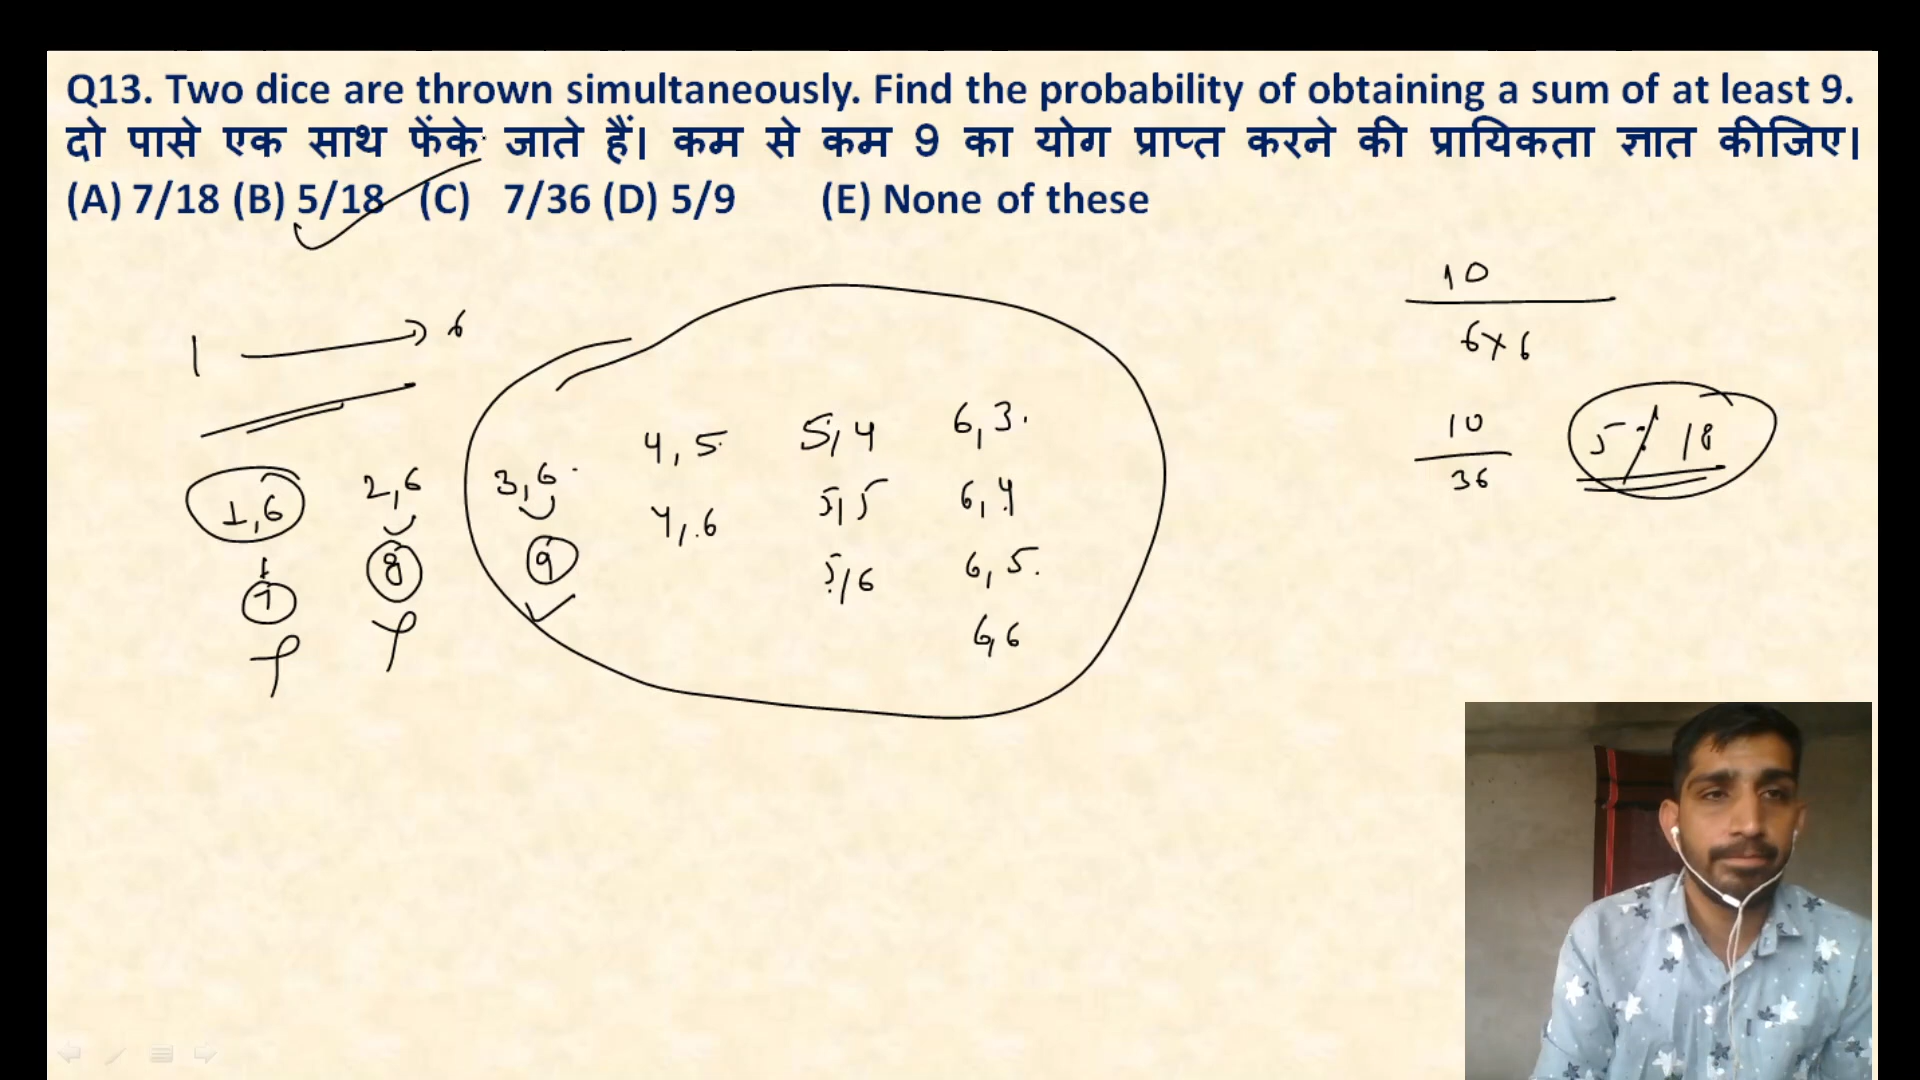 Q13. Two dice are thrown simultaneously. Find the probability of obtaining a sum of at least 9.
दो पासे एक साथ फेंके जाते हैं। कम से कम 9 का योग प्राप्त करने की प्रायिकता ज्ञात कीजिए।
(A) 7/18 (B) 5/18 (C) 7/36 (D) 5/9 (E) None of these
1 → 6
10
6×6
10
36
5/18
1,6 2,6 3,6 4,5 5,4 6,3
4,6 5,5 6,4
7 8 9 5,6 6,5
6,6